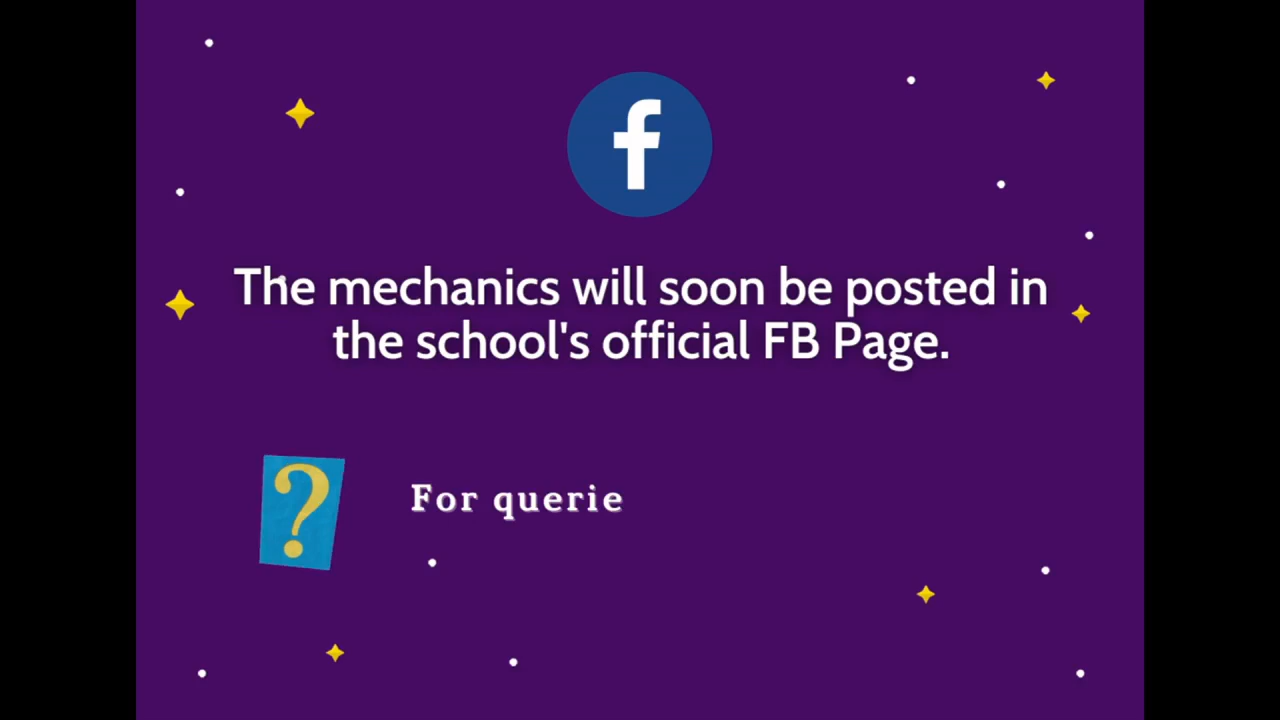 f
The mechanics will soon be posted in
the school's official FB Page.
?
For querie